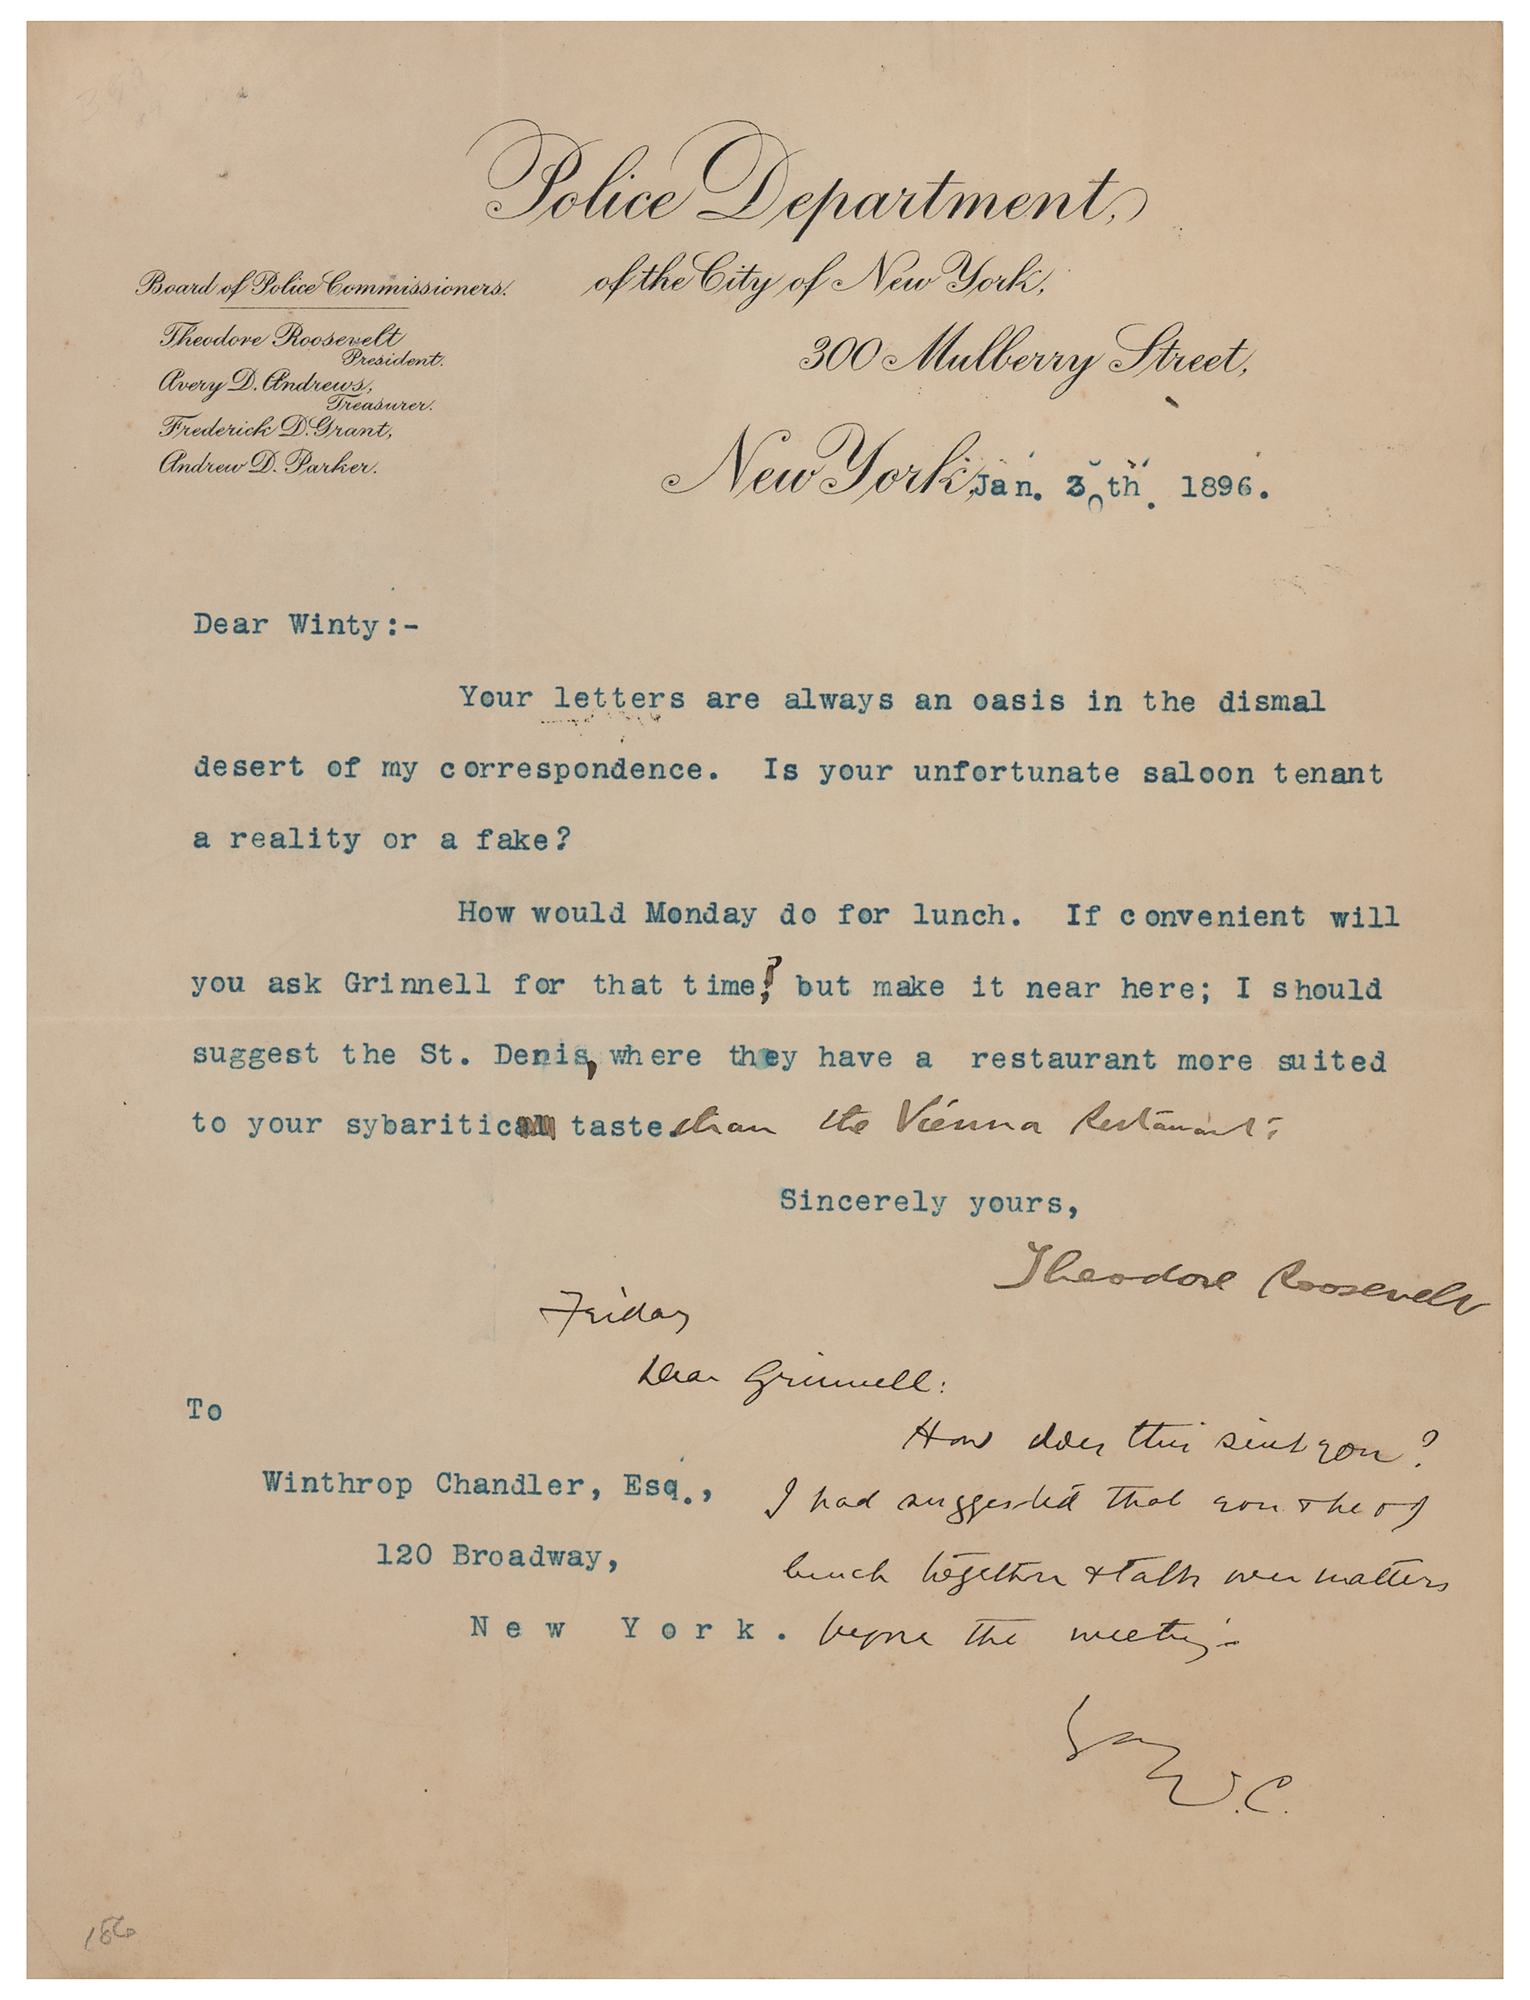 Police Department,
of the City of New York,
300 Mulberry Street,
Board of Police Commissioners.
Theodore Roosevelt
President.
Avery D. Andrews,
Treasurer.
Frederick D. Grant,
Andrew D. Parker.
New York, Jan. 30th. 1896.
Dear Winty:-
Your letters are always an oasis in the dismal
desert of my correspondence. Is your unfortunate saloon tenant
a reality or a fake?
How would Monday do for lunch. If convenient will
you ask Grinnell for that time? but make it near here; I should
suggest the St. Denis, where they have a restaurant more suited
to your sybaritic taste. than the Vienna Restaurant.
Sincerely yours,
Theodore Roosevelt
Friday
Dear Grinnell:
How does this suit you?
I had suggested that you & he & I
lunch together & talk over matters
before the meeting.
W.C.
To
Winthrop Chandler, Esq.,
120 Broadway,
New York.